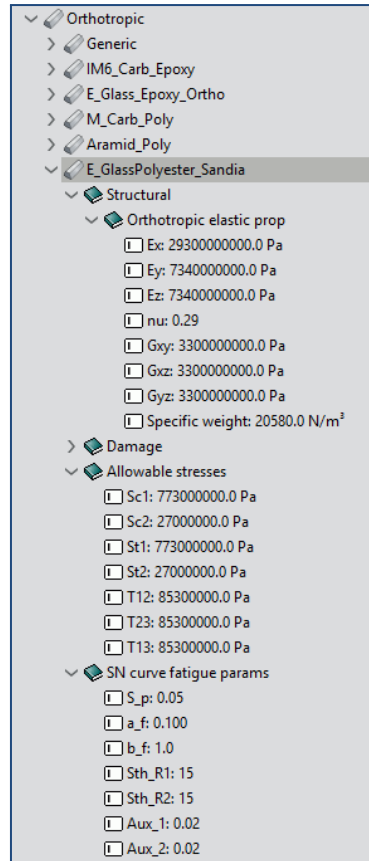 Orthotropic
Generic
IM6_Carb_Epoxy
E_Glass_Epoxy_Ortho
M_Carb_Poly
Aramid_Poly
E_GlassPolyester_Sandia
Structural
Orthotropic elastic prop
Ex: 29300000000.0 Pa
Ey: 7340000000.0 Pa
Ez: 7340000000.0 Pa
nu: 0.29
Gxy: 3300000000.0 Pa
Gxz: 3300000000.0 Pa
Gyz: 3300000000.0 Pa
Specific weight: 20580.0 N/m³
Damage
Allowable stresses
Sc1: 773000000.0 Pa
Sc2: 27000000.0 Pa
St1: 773000000.0 Pa
St2: 27000000.0 Pa
T12: 85300000.0 Pa
T23: 85300000.0 Pa
T13: 85300000.0 Pa
SN curve fatigue params
S_p: 0.05
a_f: 0.100
b_f: 1.0
Sth_R1: 15
Sth_R2: 15
Aux_1: 0.02
Aux_2: 0.02